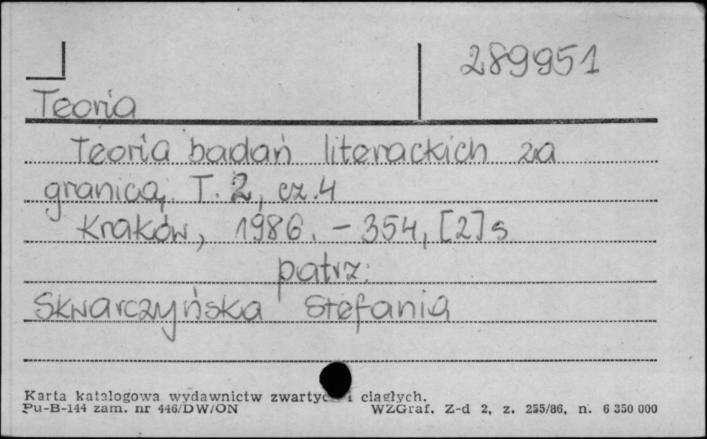 289951
Teoria
Teoria badań literackich za
granicą. T. 2, cz. 4
Kraków, 1986. – 354, [2] s
patrz:
Skwarczyńska Stefania
Karta katalogowa wydawnictw zwartych i ciągłych.
Pu-B-144 zam. nr 446/DW/ON WZGraf. Z-d 2, z. 255/86, n. 6 350 000